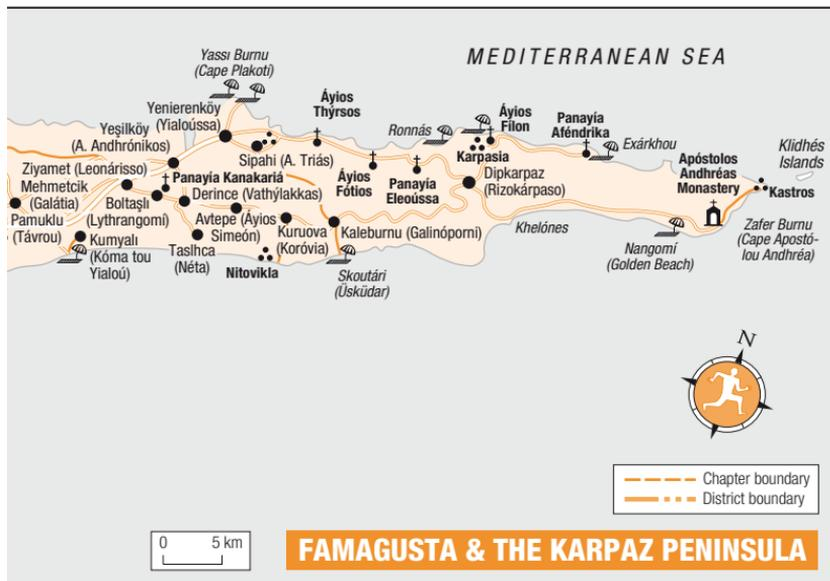 MEDITERRANEAN SEA
Yassı Burnu
(Cape Plakotí)
Yenierenköy
(Yialoússa)
Áyios
Thýrsos
Ronnás
Áyios
Fílon
Panayía
Aféndrika
Exárkhou
Klidhés
Islands
Yeşilköy
(A. Andhrónikos)
Sipahi (A. Triás)
Karpasia
Apóstolos
Andhréas
Monastery
Kastros
Ziyamet (Leonárisso)
Panayía Kanakariá
Áyios
Fótios
Panayía
Eleoússa
Dipkarpaz
(Rizokárpaso)
Mehmetcik
(Galátia)
Derince (Vathýlakkas)
Boltaşlı
(Lythrangomí)
Avtepe (Áyios
Simeón)
Kuruova
(Koróvia)
Kaleburnu (Galinóporni)
Khelónes
Pamuklu
(Távrou)
Kumyalı
(Kóma tou
Yialoú)
Taslhca
(Néta)
Nitovikla
Skoutári
(Üsküdar)
Nangomí
(Golden Beach)
Zafer Burnu
(Cape Apostó-
lou Andhréa)
N
Chapter boundary
District boundary
0 5 km
FAMAGUSTA & THE KARPAZ PENINSULA